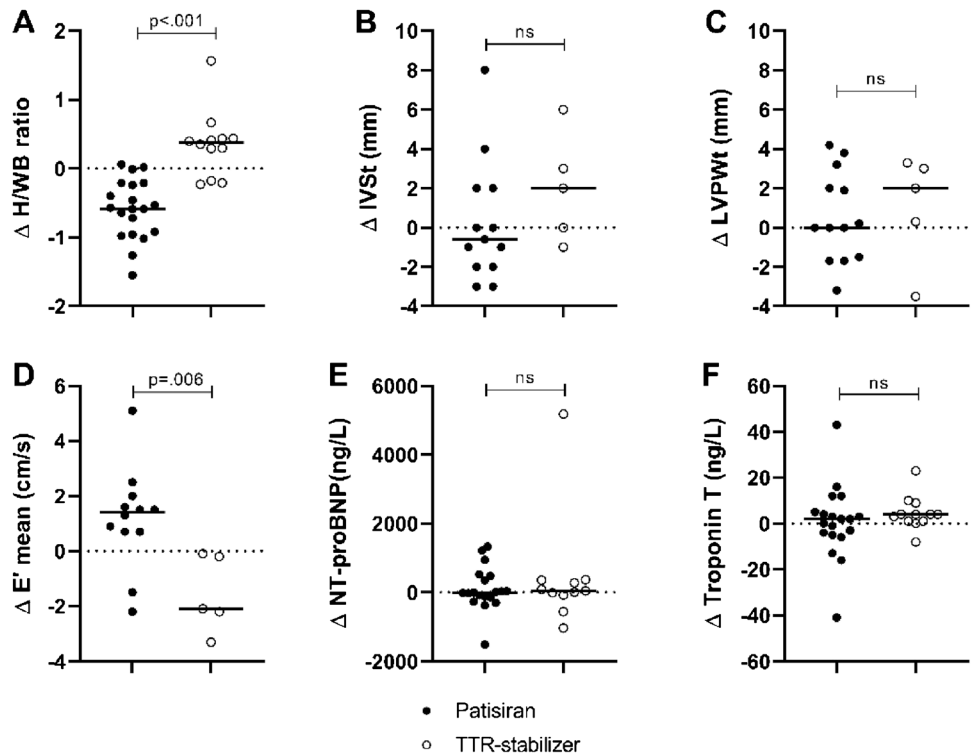 A
Δ H/WB ratio
2
1
0
-1
-2
p<.001
B
Δ IVSt (mm)
10
8
6
4
2
0
-2
-4
ns
C
Δ LVPWt (mm)
10
8
6
4
2
0
-2
-4
ns
D
Δ E' mean (cm/s)
6
4
2
0
-2
-4
p=.006
E
Δ NT-proBNP(ng/L)
6000
4000
2000
0
-2000
ns
F
Δ Troponin T (ng/L)
60
40
20
0
-20
-40
-60
ns
Patisiran
TTR-stabilizer